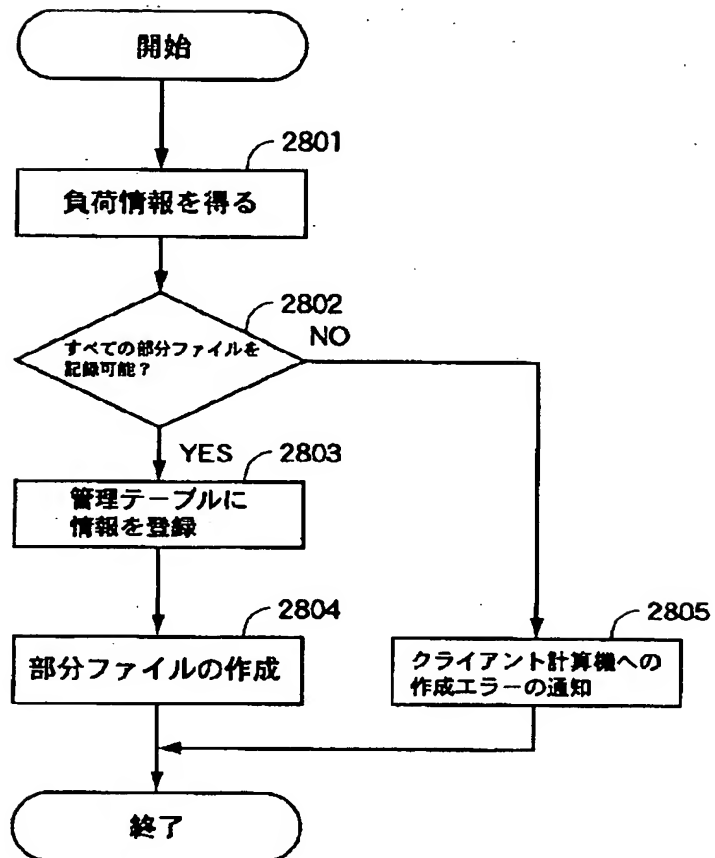 開始
2801
負荷情報を得る
2802
すべての部分ファイルを
記録可能？
NO
YES
2803
管理テーブルに
情報を登録
2804
部分ファイルの作成
2805
クライアント計算機への
作成エラーの通知
終了